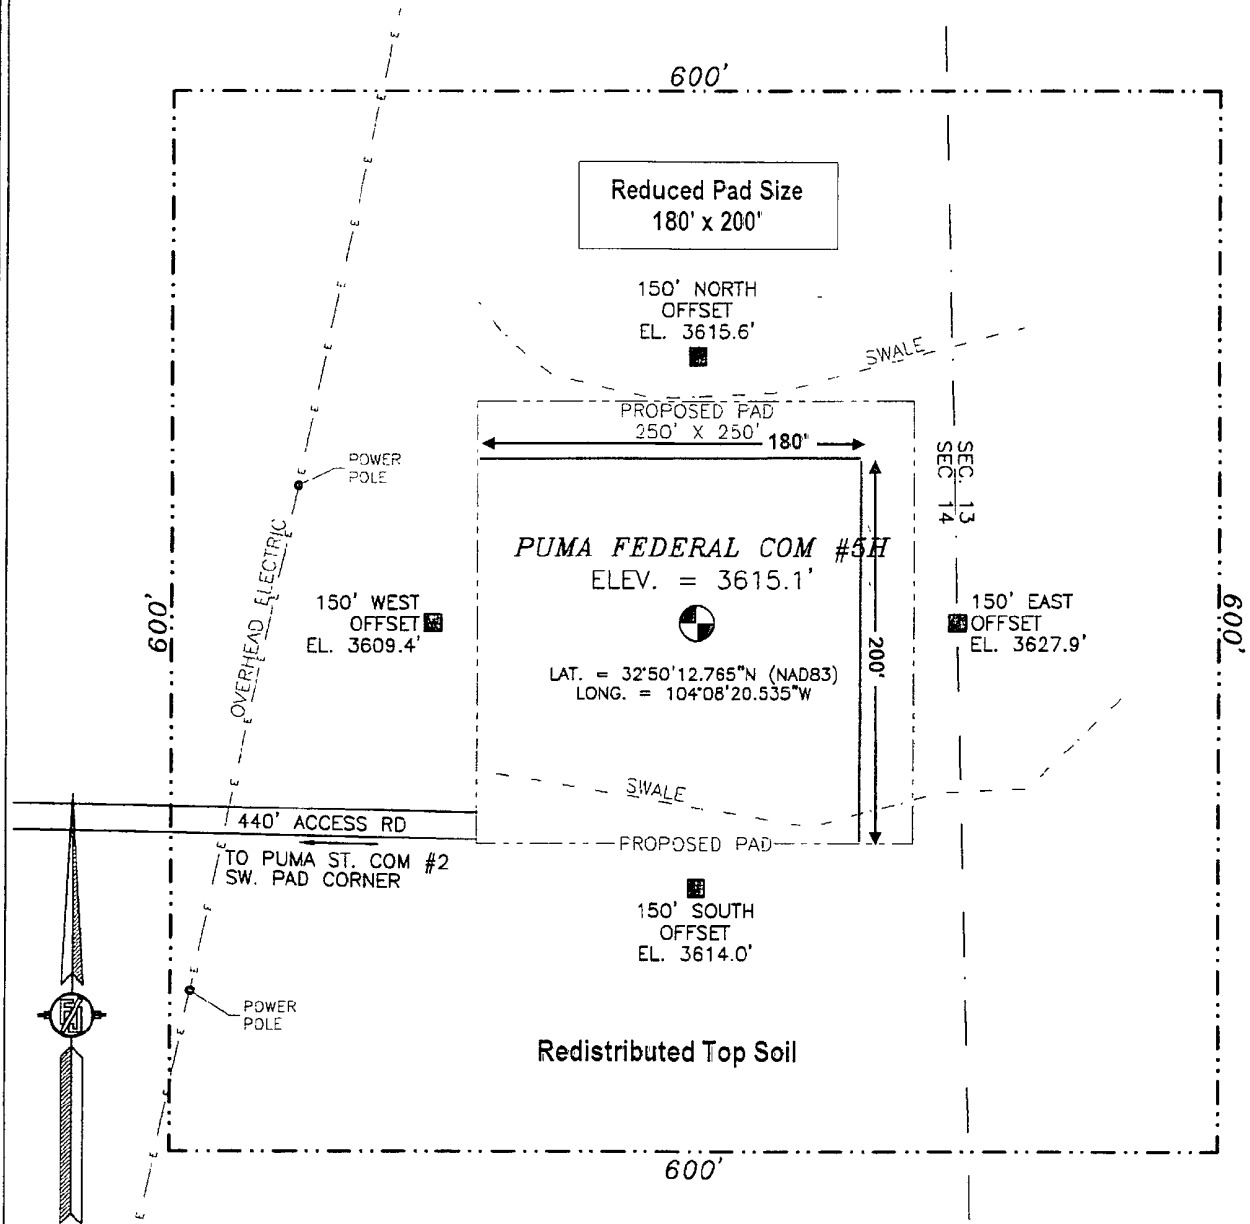 600'
Reduced Pad Size
180' x 200'
150' NORTH
OFFSET
EL. 3615.6'
SWALE
PROPOSED PAD
250' X 250'
180'
POWER
POLE
SEC. 13
SEC 14
OVERHEAD ELECTRIC
PUMA FEDERAL COM #5H
ELEV. = 3615.1'
600'
150' WEST
OFFSET
EL. 3609.4'
150' EAST
OFFSET
EL. 3627.9'
600'
200'
LAT. = 32°50'12.765"N (NAD83)
LONG. = 104°08'20.535"W
SWALE
440' ACCESS RD
PROPOSED PAD
TO PUMA ST. COM #2
SW. PAD CORNER
150' SOUTH
OFFSET
EL. 3614.0'
POWER
POLE
Redistributed Top Soil
600'